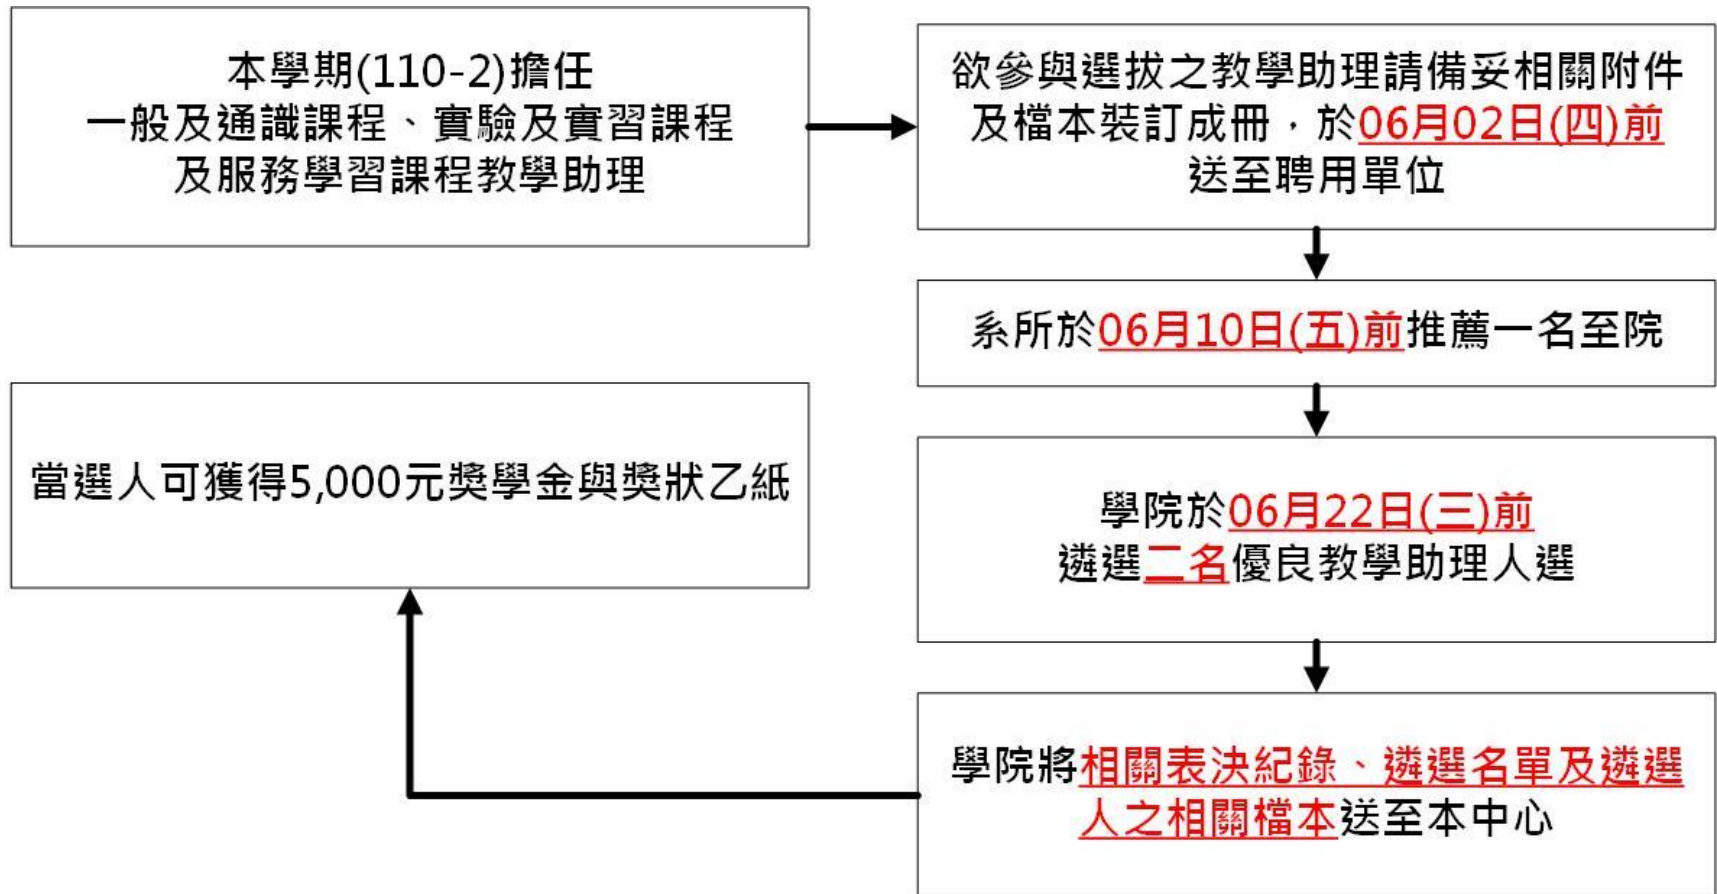 本學期(110-2)擔任
一般及通識課程、實驗及實習課程
及服務學習課程教學助理
欲參與選拔之教學助理請備妥相關附件
及檔本裝訂成冊，於06月02日(四)前
送至聘用單位
系所於06月10日(五)前推薦一名至院
學院於06月22日(三)前
遴選二名優良教學助理人選
學院將相關表決紀錄、遴選名單及遴選
人之相關檔本送至本中心
當選人可獲得5,000元獎學金與獎狀乙紙